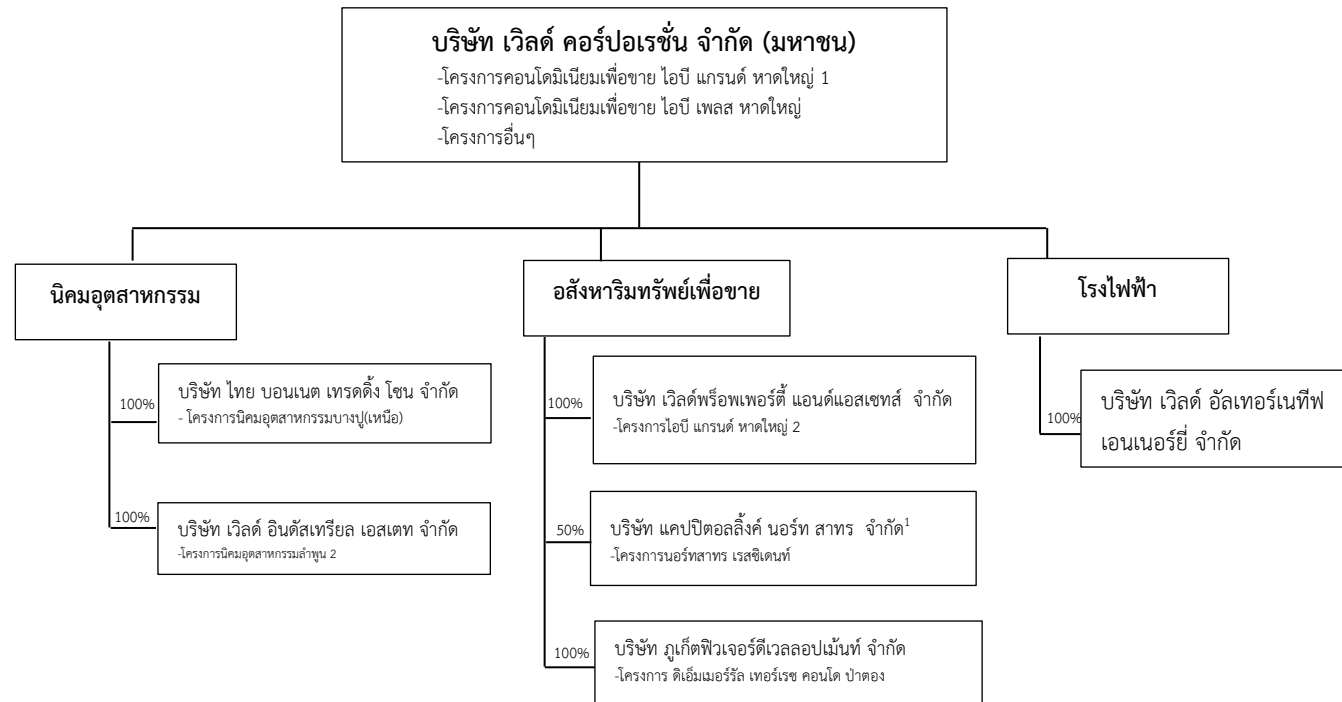 บริษัท เวิลด์ คอร์ปอเรชั่น จำกัด (มหาชน)
-โครงการคอนโดมิเนียมเพื่อขาย ไอบี แกรนด์ หาดใหญ่ 1
-โครงการคอนโดมิเนียมเพื่อขาย ไอบี เพลส หาดใหญ่
-โครงการอื่นๆ
นิคมอุตสาหกรรม
100%
บริษัท ไทย บอนเนต เทรดดิ้ง โซน จำกัด
- โครงการนิคมอุตสาหกรรมบางปู(เหนือ)
100%
บริษัท เวิลด์ อินดัสเทรียล เอสเตท จำกัด
-โครงการนิคมอุตสาหกรรมลำพูน 2
อสังหาริมทรัพย์เพื่อขาย
100%
บริษัท เวิลด์พร็อพเพอร์ตี้ แอนด์แอสเซทส์ จำกัด
-โครงการไอบี แกรนด์ หาดใหญ่ 2
50%
บริษัท แคปปิตอลลิ้งค์ นอร์ท สาทร จำกัด¹
-โครงการนอร์ทสาทร เรสซิเดนท์
100%
บริษัท ภูเก็ตฟิวเจอร์ดีเวลลอปเม้นท์ จำกัด
-โครงการ ดิเอ็มเมอร์รัล เทอร์เรซ คอนโด ป่าตอง
โรงไฟฟ้า
100%
บริษัท เวิลด์ อัลเทอร์เนทีฟ
เอนเนอร์ยี่ จำกัด